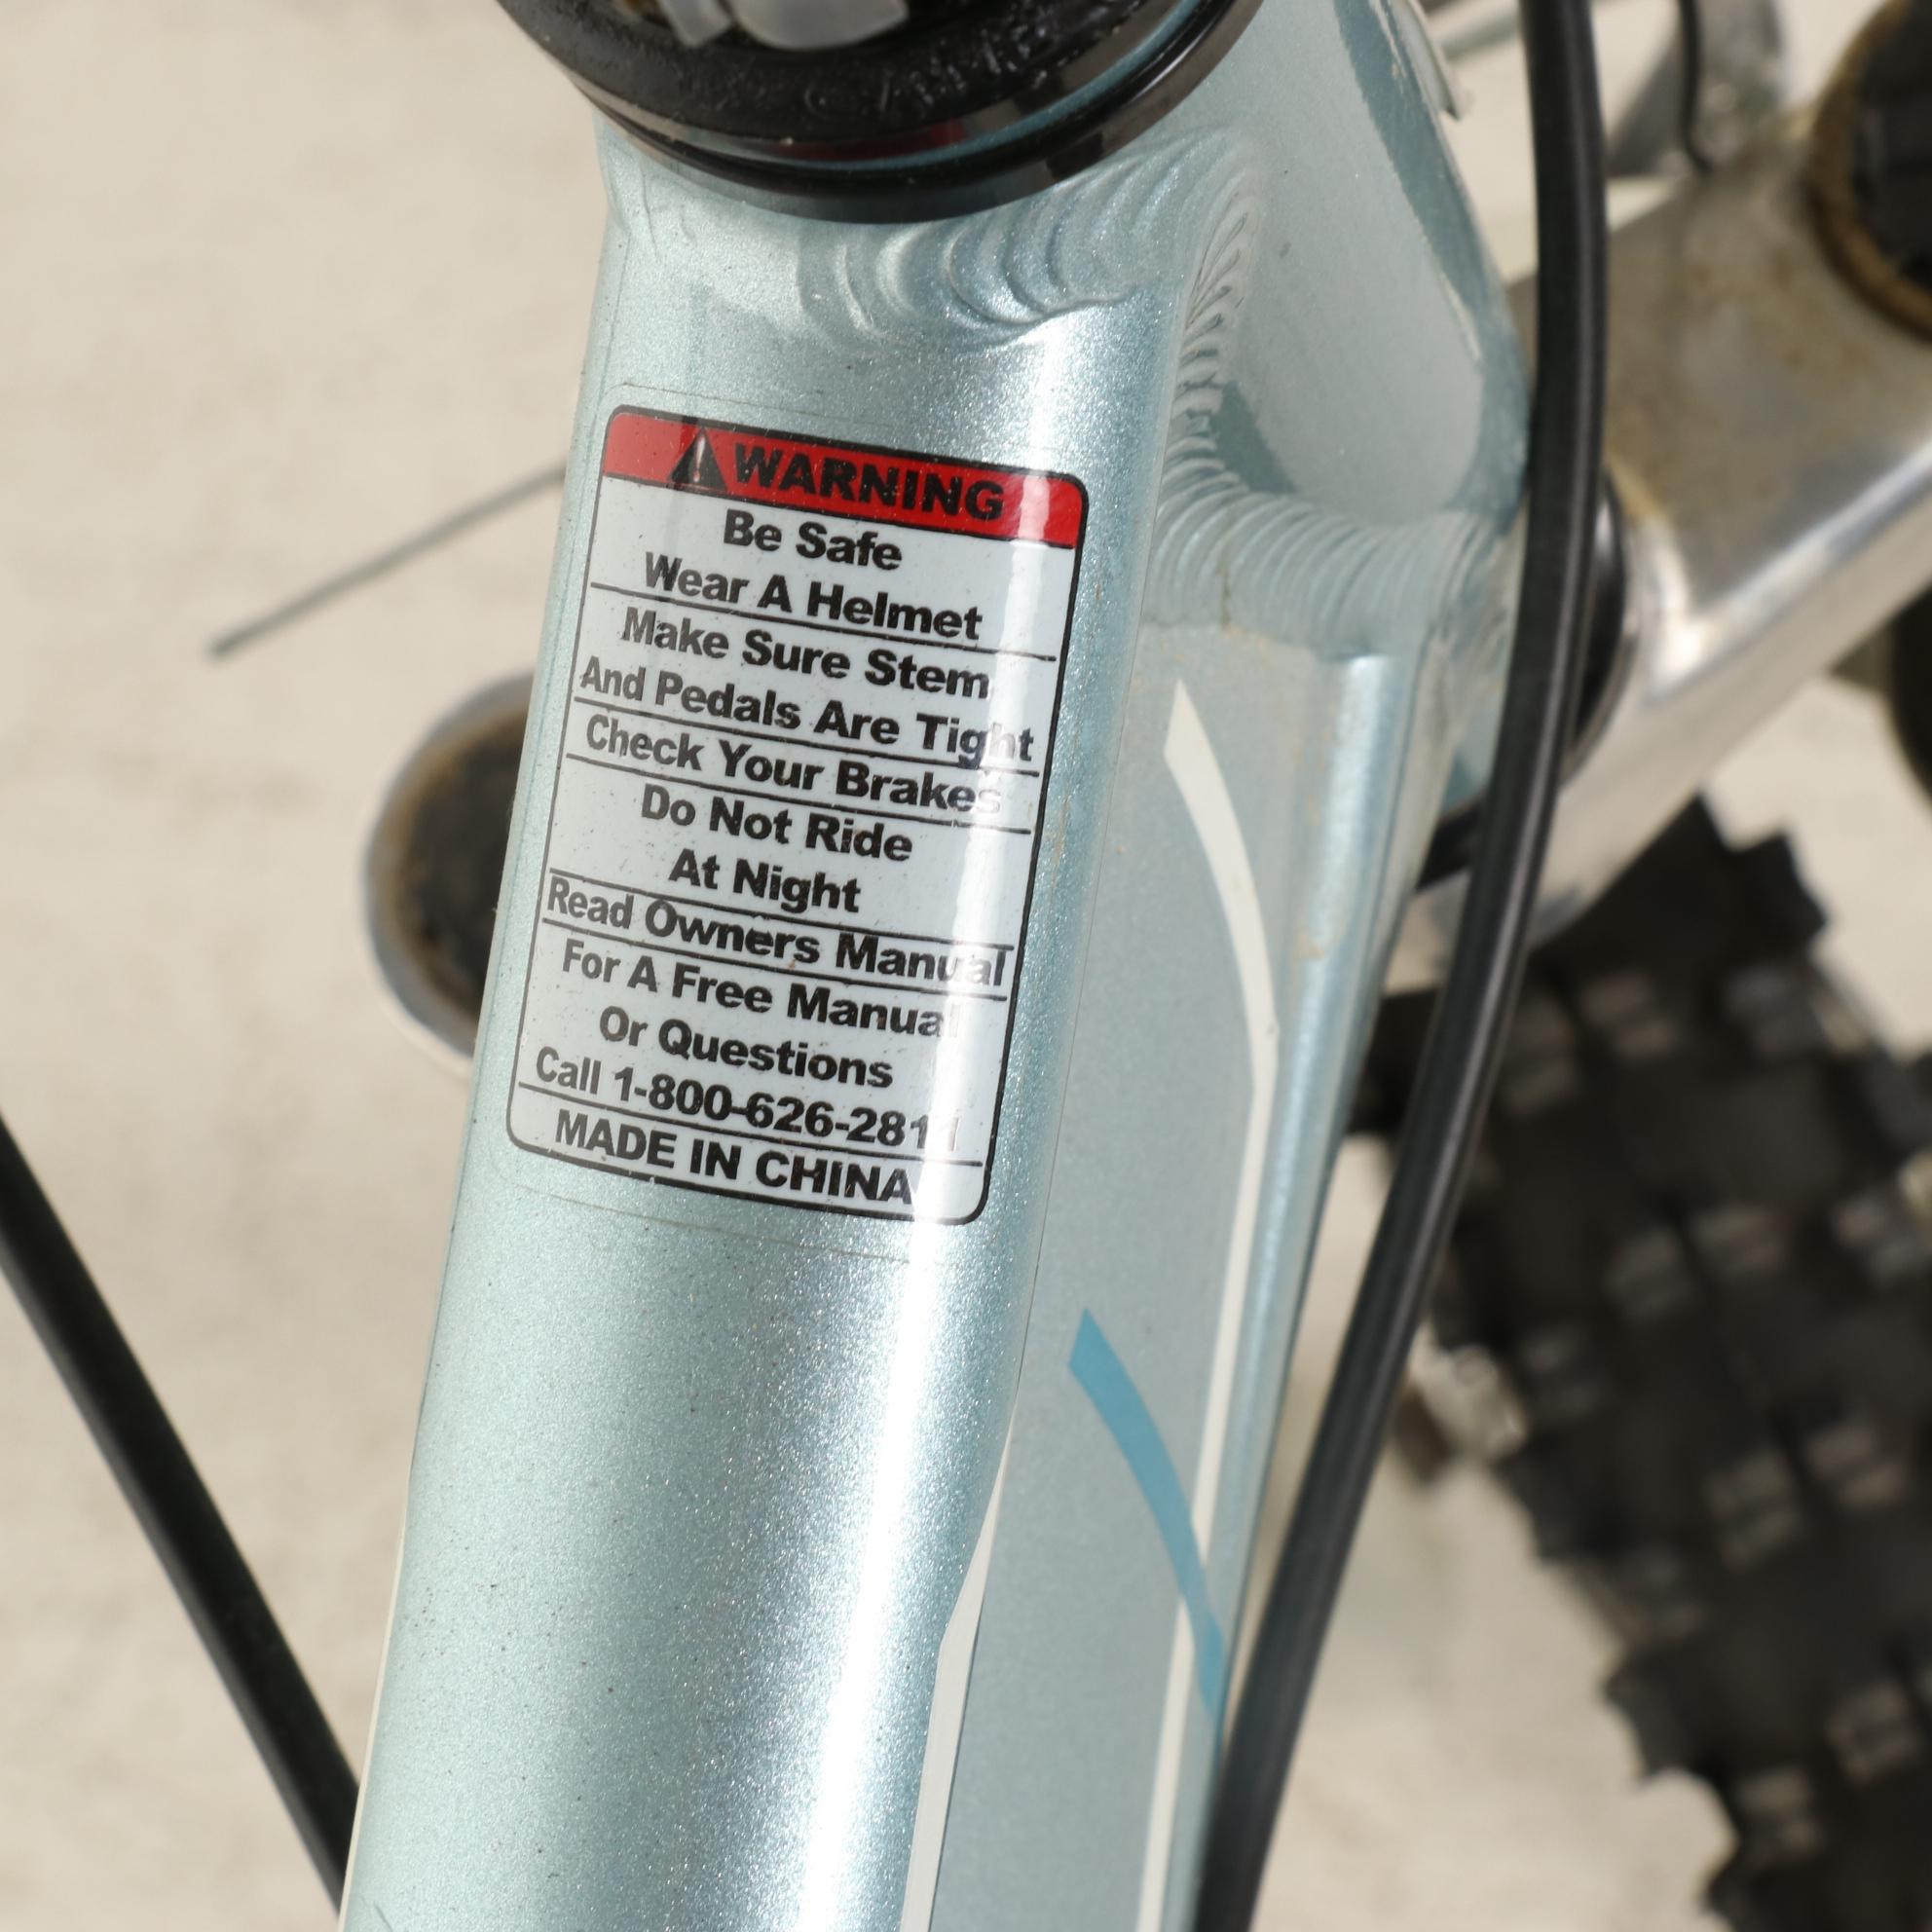 WARNING
Be Safe
Wear A Helmet
Make Sure Stem
And Pedals Are Tight
Check Your Brakes
Do Not Ride
At Night
Read Owners Manual
For A Free Manual
Or Questions
Call 1-800-626-2811
MADE IN CHINA